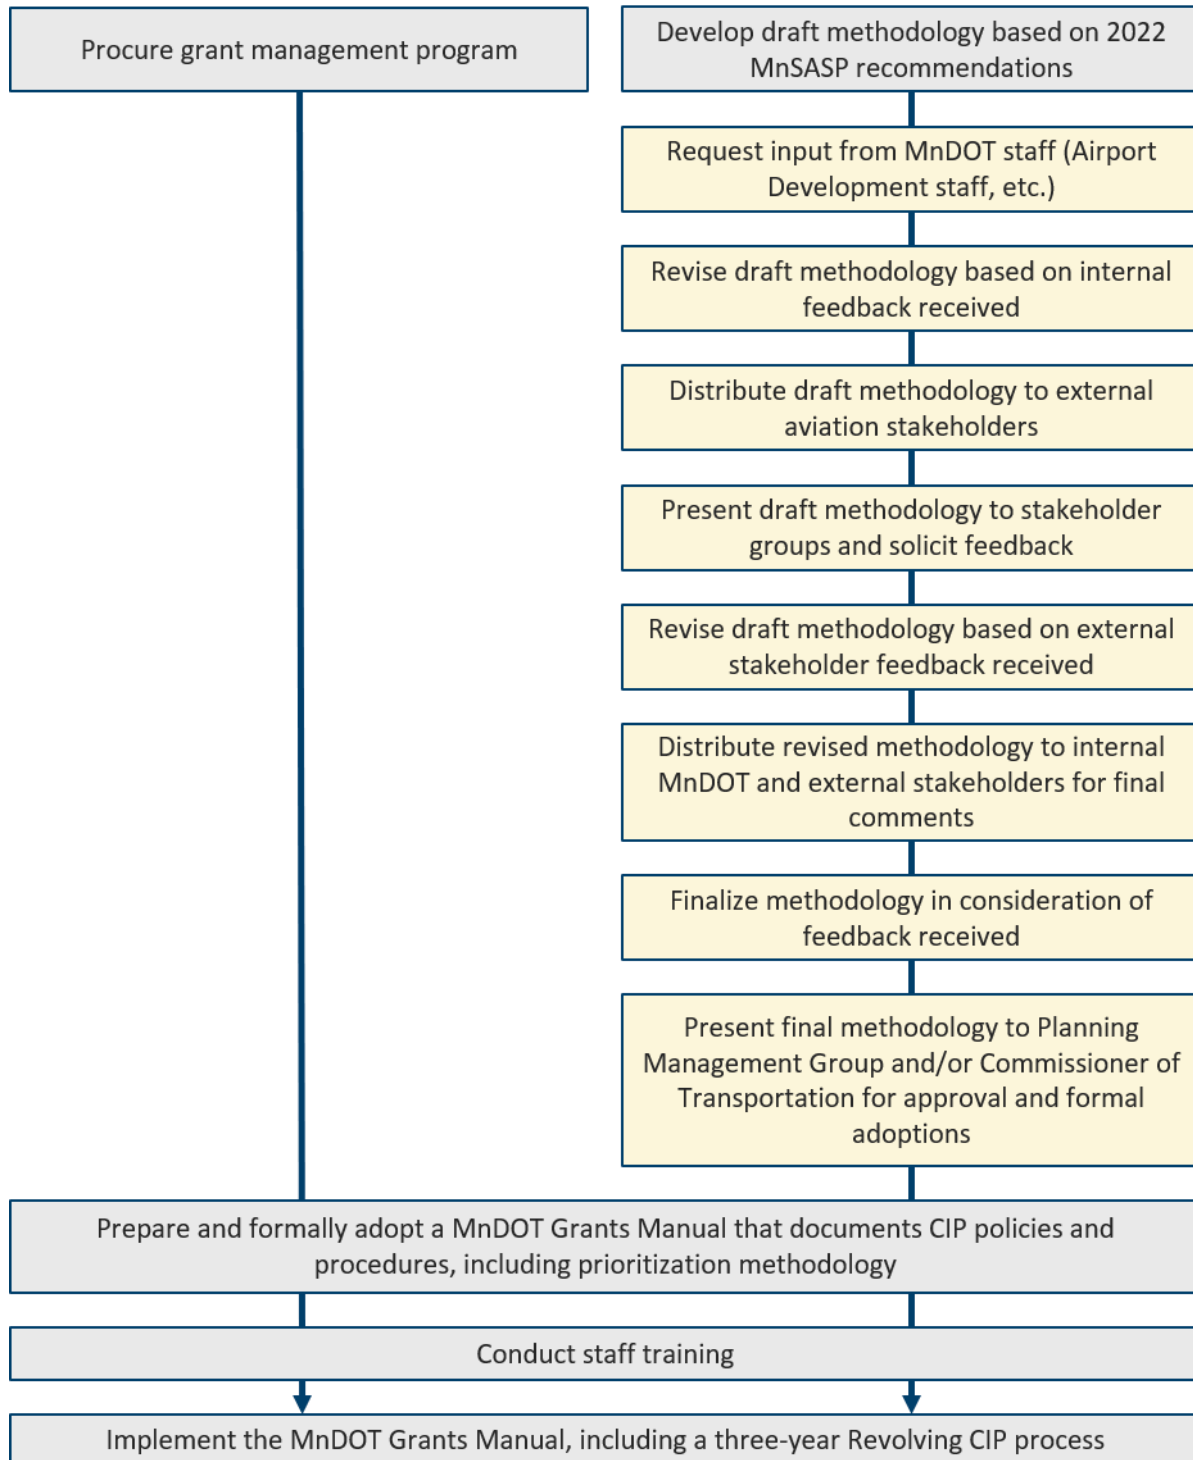 Procure grant management program
Develop draft methodology based on 2022
MnSASP recommendations
Request input from MnDOT staff (Airport
Development staff, etc.)
Revise draft methodology based on internal
feedback received
Distribute draft methodology to external
aviation stakeholders
Present draft methodology to stakeholder
groups and solicit feedback
Revise draft methodology based on external
stakeholder feedback received
Distribute revised methodology to internal
MnDOT and external stakeholders for final
comments
Finalize methodology in consideration of
feedback received
Present final methodology to Planning
Management Group and/or Commissioner of
Transportation for approval and formal
adoptions
Prepare and formally adopt a MnDOT Grants Manual that documents CIP policies and
procedures, including prioritization methodology
Conduct staff training
Implement the MnDOT Grants Manual, including a three-year Revolving CIP process